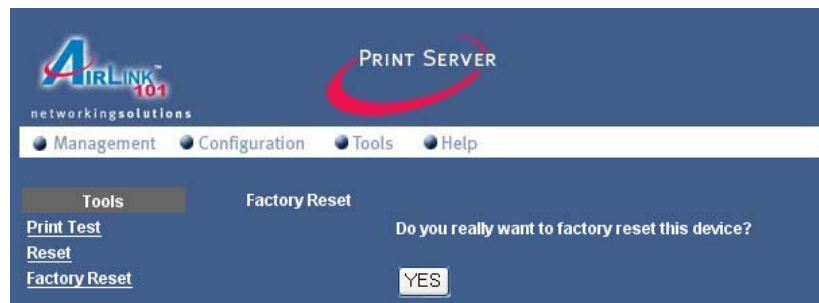 AIRLINK™
101
networkingsolutions
PRINT SERVER
Management Configuration Tools Help
Tools
Factory Reset
Print Test
Do you really want to factory reset this device?
Reset
Factory Reset
YES